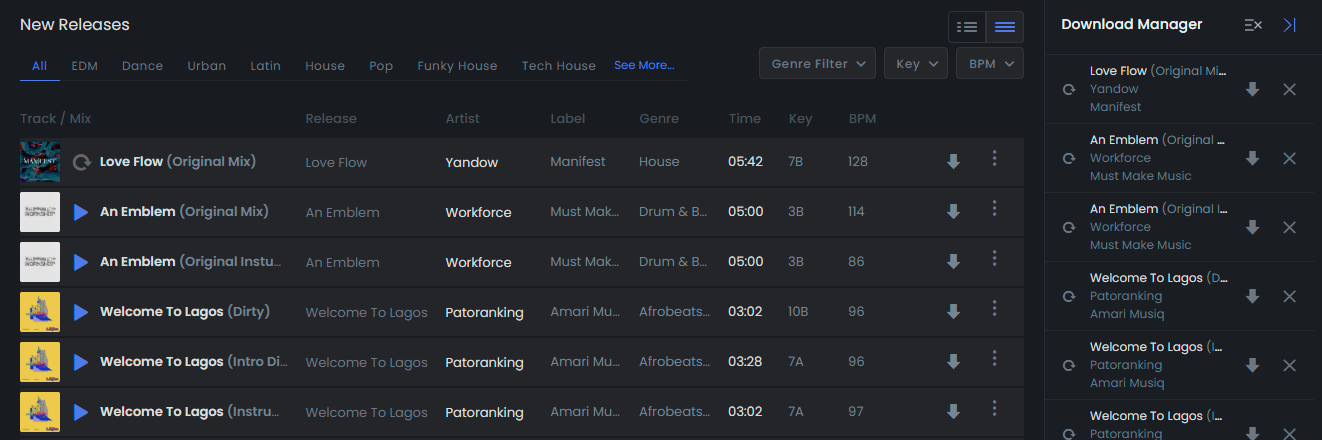 New Releases
All EDM Dance Urban Latin House Pop Funky House Tech House See More...
Genre Filter Key BPM
Track / Mix Release Artist Label Genre Time Key BPM
MANIFEST
Love Flow (Original Mix) Love Flow Yandow Manifest House 05:42 7B 128
An Emblem (Original Mix) An Emblem Workforce Must Mak... Drum & B... 05:00 3B 114
An Emblem (Original Instu... An Emblem Workforce Must Mak... Drum & B... 05:00 3B 86
Welcome To Lagos (Dirty) Welcome To Lagos Patoranking Amari Mu... Afrobeats... 03:02 10B 96
Welcome To Lagos (Intro Di... Welcome To Lagos Patoranking Amari Mu... Afrobeats... 03:28 7A 96
Welcome To Lagos (Instru... Welcome To Lagos Patoranking Amari Mu... Afrobeats... 03:02 7A 97
Download Manager
Love Flow (Original Mi...
Yandow
Manifest
An Emblem (Original ...
Workforce
Must Make Music
An Emblem (Original I...
Workforce
Must Make Music
Welcome To Lagos (D...
Patoranking
Amari Musiq
Welcome To Lagos (I...
Patoranking
Amari Musiq
Welcome To Lagos (I...
Patoranking